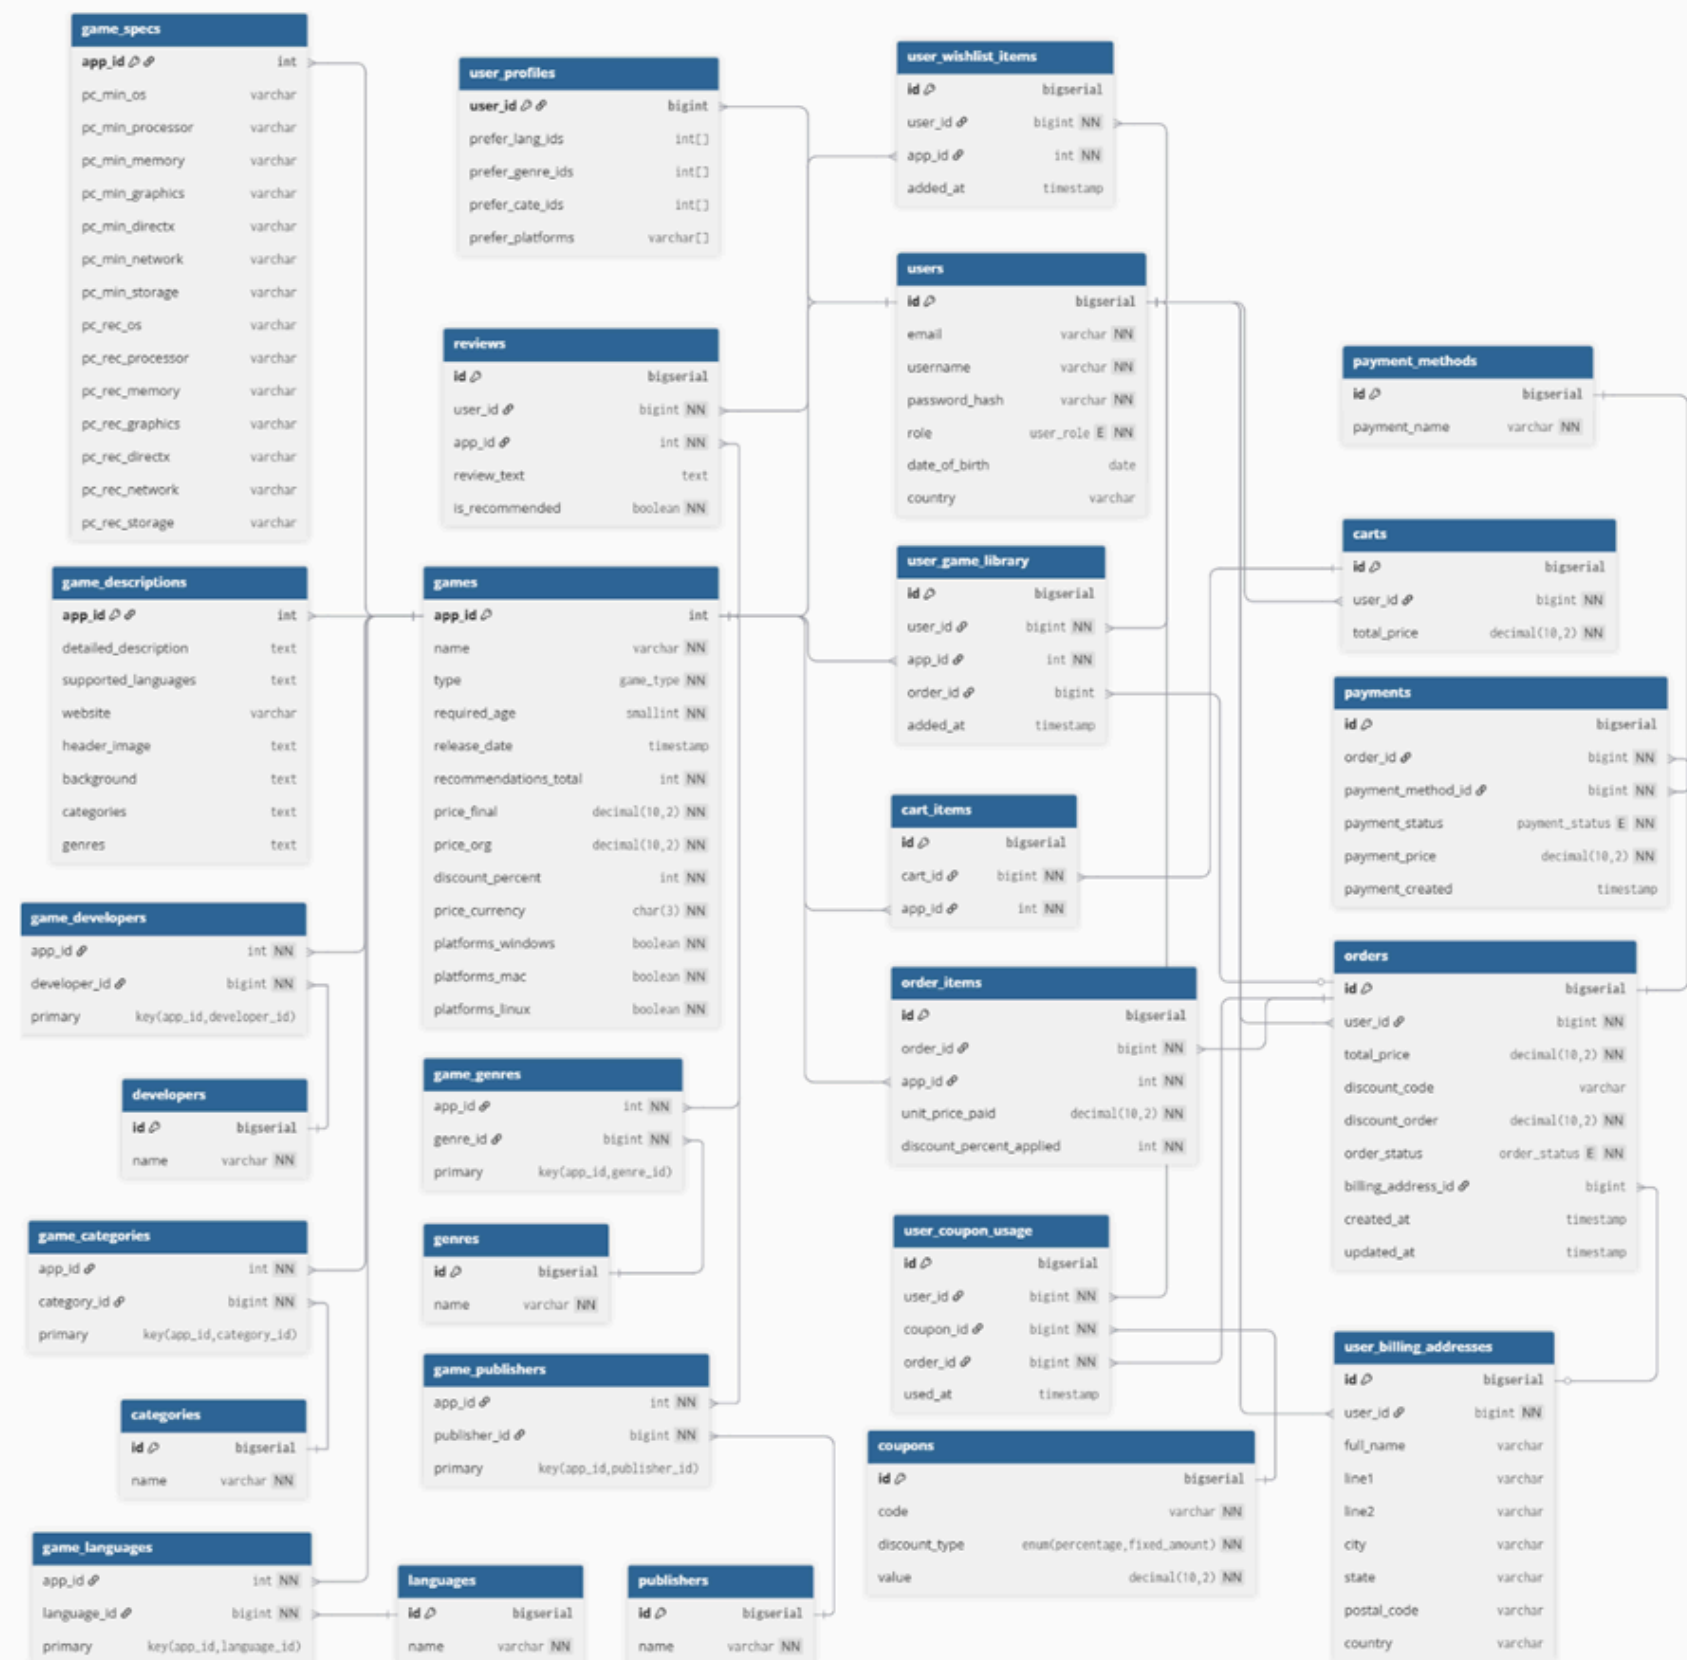 game_specs
app_id int
pc_min_os varchar
pc_min_processor varchar
pc_min_memory varchar
pc_min_graphics varchar
pc_min_directx varchar
pc_min_network varchar
pc_min_storage varchar
pc_rec_os varchar
pc_rec_processor varchar
pc_rec_memory varchar
pc_rec_graphics varchar
pc_rec_directx varchar
pc_rec_network varchar
pc_rec_storage varchar
game_descriptions
app_id int
detailed_description text
supported_languages text
website varchar
header_image text
background text
categories text
genres text
game_developers
app_id int NN
developer_id bigint NN
primary key(app_id,developer_id)
developers
id bigserial
name varchar NN
game_categories
app_id int NN
category_id bigint NN
primary key(app_id,category_id)
categories
id bigserial
name varchar NN
game_languages
app_id int NN
language_id bigint NN
primary key(app_id,language_id)
user_profiles
user_id bigint
prefer_lang_ids int[]
prefer_genre_ids int[]
prefer_cate_ids int[]
prefer_platforms varchar[]
reviews
id bigserial
user_id bigint NN
app_id int NN
review_text text
is_recommended boolean NN
games
app_id int
name varchar NN
type game_type NN
required_age smallint NN
release_date timestamp
recommendations_total int NN
price_final decimal(10,2) NN
price_org decimal(10,2) NN
discount_percent int NN
price_currency char(3) NN
platforms_windows boolean NN
platforms_mac boolean NN
platforms_linux boolean NN
game_genres
app_id int NN
genre_id bigint NN
primary key(app_id,genre_id)
genres
id bigserial
name varchar NN
game_publishers
app_id int NN
publisher_id bigint NN
primary key(app_id,publisher_id)
languages
id bigserial
name varchar NN
publishers
id bigserial
name varchar NN
user_wishlist_items
id bigserial
user_id bigint NN
app_id int NN
added_at timestamp
users
id bigserial
email varchar NN
username varchar NN
password_hash varchar NN
role user_role E NN
date_of_birth date
country varchar
user_game_library
id bigserial
user_id bigint NN
app_id int NN
order_id bigint
added_at timestamp
cart_items
id bigserial
cart_id bigint NN
app_id int NN
order_items
id bigserial
order_id bigint NN
app_id int NN
unit_price_paid decimal(10,2) NN
discount_percent_applied int NN
user_coupon_usage
id bigserial
user_id bigint NN
coupon_id bigint NN
order_id bigint NN
used_at timestamp
coupons
id bigserial
code varchar NN
discount_type enum(percentage,fixed_amount) NN
value decimal(10,2) NN
payment_methods
id bigserial
payment_name varchar NN
carts
id bigserial
user_id bigint NN
total_price decimal(10,2) NN
payments
id bigserial
order_id bigint NN
payment_method_id bigint NN
payment_status payment_status E NN
payment_price decimal(10,2) NN
payment_created timestamp
orders
id bigserial
user_id bigint NN
total_price decimal(10,2) NN
discount_code varchar
discount_order decimal(10,2) NN
order_status order_status E NN
billing_address_id bigint
created_at timestamp
updated_at timestamp
user_billing_addresses
id bigserial
user_id bigint NN
full_name varchar
line1 varchar
line2 varchar
city varchar
state varchar
postal_code varchar
country varchar